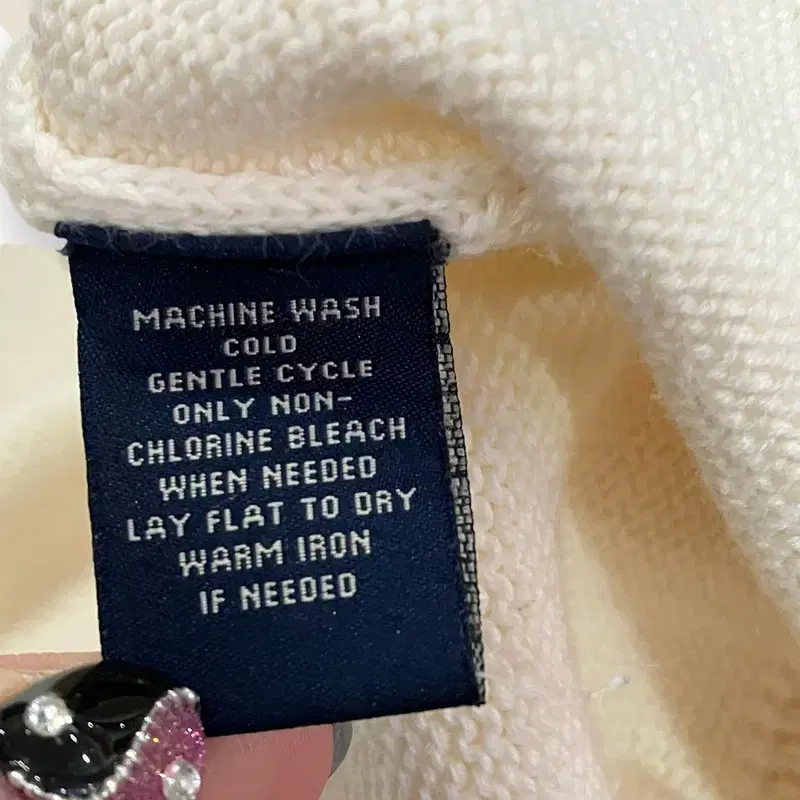 MACHINE WASH
COLD
GENTLE CYCLE
ONLY NON-
CHLORINE BLEACH
WHEN NEEDED
LAY FLAT TO DRY
WARM IRON
IF NEEDED